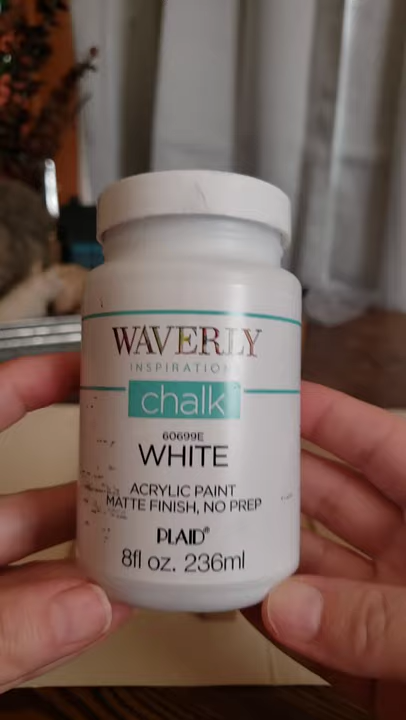 WAVERLY
INSPIRATIONS
chalk
60699E
WHITE
ACRYLIC PAINT
MATTE FINISH, NO PREP
PLAID®
8fl oz. 236ml